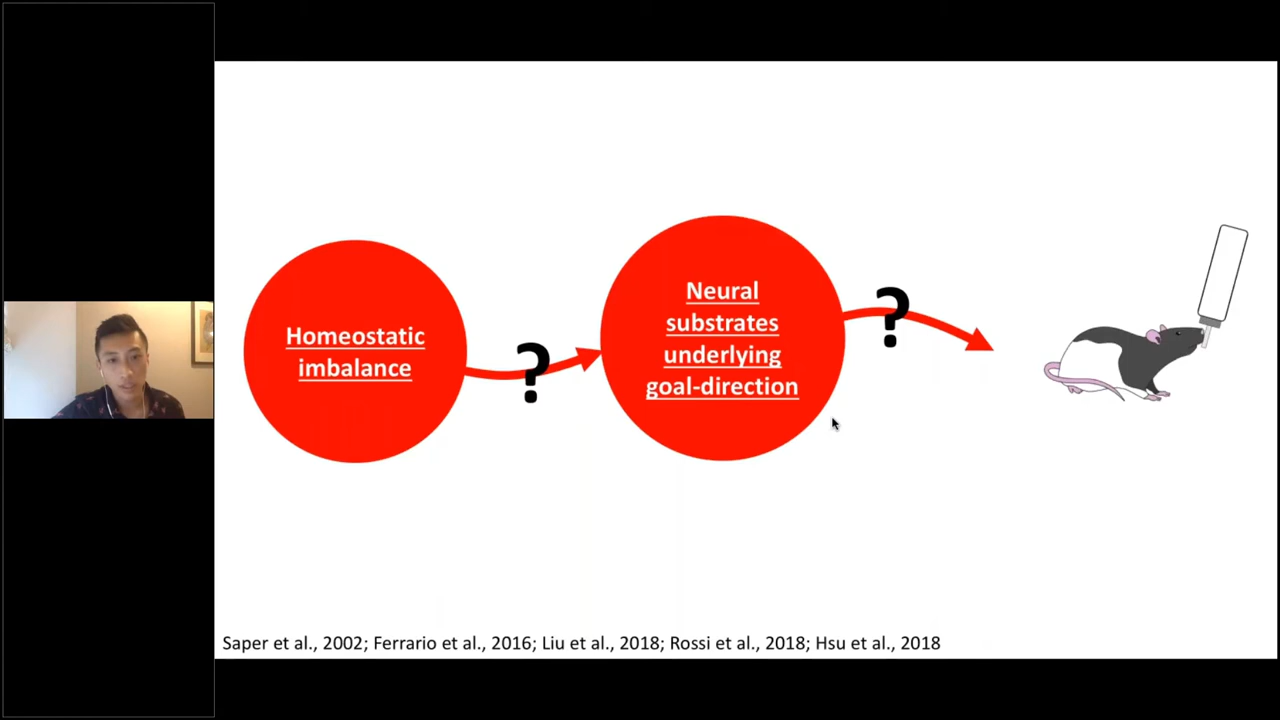 Homeostatic
imbalance
?
Neural
substrates
underlying
goal-direction
?
Saper et al., 2002; Ferrario et al., 2016; Liu et al., 2018; Rossi et al., 2018; Hsu et al., 2018